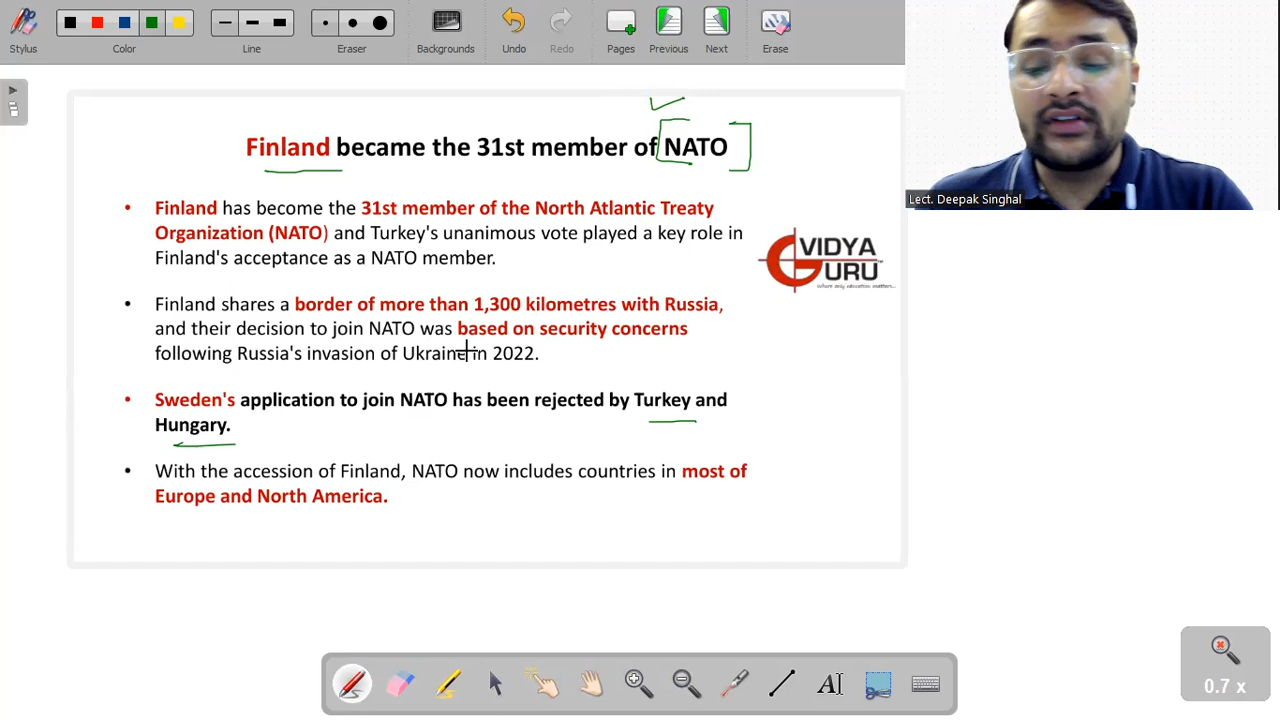 Stylus
Color
Line
Eraser
Backgrounds
Undo
Redo
Pages
Previous
Next
Erase
Lect. Deepak Singhal
Finland became the 31st member of NATO
• Finland has become the 31st member of the North Atlantic Treaty
Organization (NATO) and Turkey's unanimous vote played a key role in
Finland's acceptance as a NATO member.
VIDYA
GURU
Where only education matters...
• Finland shares a border of more than 1,300 kilometres with Russia,
and their decision to join NATO was based on security concerns
following Russia's invasion of Ukraine in 2022.
• Sweden's application to join NATO has been rejected by Turkey and
Hungary.
• With the accession of Finland, NATO now includes countries in most of
Europe and North America.
AI
0.7 x